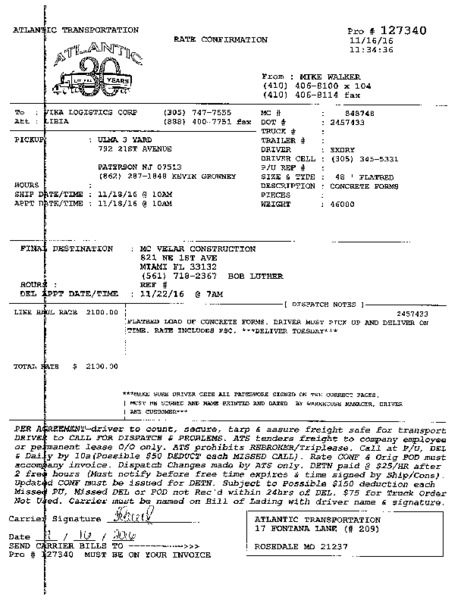 ATLANTIC TRANSPORTATION
Pro # 127340
RATE CONFIRMATION
11/16/16
11:34:36
ATLANTIC
30
YEARS
From : MIKE WALKER
(410) 406-8100 x 104
(410) 406-8114 fax
To : VIKA LOGISTICS CORP (305) 747-7555
Att : LIBIA (888) 400-7751 fax
MC # : 848748
DOT # : 2457433
TRUCK # :
TRAILER # :
DRIVER : EXDRY
DRIVER CELL : (305) 345-5331
P/U REF # :
SIZE & TYPE : 48 ' FLATBED
DESCRIPTION : CONCRETE FORMS
PIECES :
WEIGHT : 46080
PICKUP : ULMA 3 YARD
792 21ST AVENUE
PATERSON NJ 07513
(862) 287-1848 KEVIN GROWNEY
HOURS :
SHIP DATE/TIME : 11/18/16 @ 10AM
APPT DATE/TIME : 11/18/16 @ 10AM
FINAL DESTINATION : MC VELAR CONSTRUCTION
821 NE 1ST AVE
MIAMI FL 33132
(561) 718-2367 BOB LUTHER
HOURS : REF #
DEL APPT DATE/TIME : 11/22/16 @ 7AM
[ DISPATCH NOTES ]
LINE HAUL RATE 2100.00
2457433
FLATBED LOAD OF CONCRETE FORMS. DRIVER MUST PICK UP AND DELIVER ON
TIME. RATE INCLUDES FSC. ***DELIVER TUESDAY***
TOTAL RATE $ 2100.00
***MAKE SURE DRIVER GETS ALL PAPERWORK SIGNED ON THE CORRECT PAGES.
MUST BE SIGNED AND NAME PRINTED AND DATED BY WAREHOUSE MANAGER, DRIVER
AND CUSTOMER***
PER AGREEMENT-driver to count, secure, tarp & assure freight safe for transport
DRIVER to CALL FOR DISPATCH & PROBLEMS. ATS tenders freight to company employee
or permanent lease O/O only. ATS prohibits REBROKER/Triplease. Call at P/U, DEL
& Daily by 10a(Possible $50 DEDUCT each MISSED CALL). Rate CONF & Orig POD must
accompany invoice. Dispatch Changes made by ATS only. DETN paid @ $25/HR after
2 free hours (Must notify before free time expires & time signed by Ship/Cons).
Updated CONF must be issued for DETN. Subject to Possible $150 deduction each
Missed PU, Missed DEL or POD not Rec'd within 24hrs of DEL. $75 for Truck Order
Not Used. Carrier must be named on Bill of Lading with driver name & signature.
Carrier Signature
Date / 16 / 2016
SEND CARRIER BILLS TO ------------>>>
Pro # 127340 MUST BE ON YOUR INVOICE
ATLANTIC TRANSPORTATION
17 FONTANA LANE (# 209)
ROSEDALE MD 21237